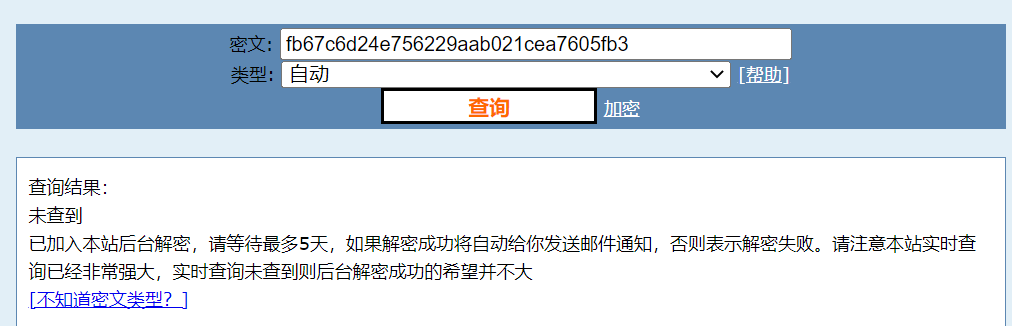 密文: fb67c6d24e756229aab021cea7605fb3
类型: 自动 [帮助]
查询 加密
查询结果:
未查到
已加入本站后台解密，请等待最多5天，如果解密成功将自动给你发送邮件通知，否则表示解密失败。请注意本站实时查
询已经非常强大，实时查询未查到则后台解密成功的希望并不大
[不知道密文类型？]